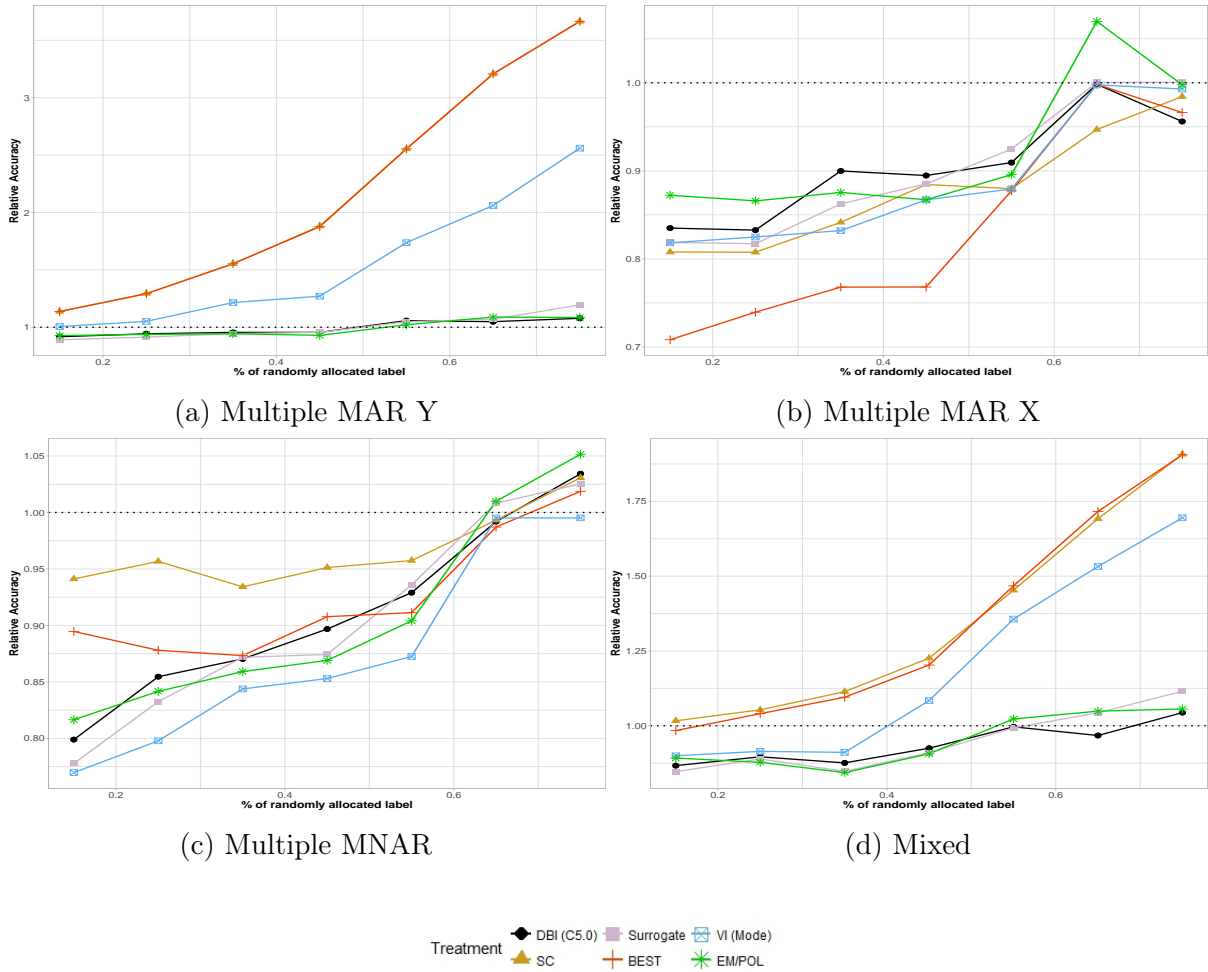 3
2
1
Relative Accuracy
0.2
0.4
0.6
% of randomly allocated label
(a) Multiple MAR Y
1.0
0.9
0.8
0.7
Relative Accuracy
0.2
0.4
0.6
% of randomly allocated label
(b) Multiple MAR X
1.05
1.00
0.95
0.90
0.85
0.80
Relative Accuracy
0.2
0.4
0.6
% of randomly allocated label
(c) Multiple MNAR
1.75
1.50
1.25
1.00
Relative Accuracy
0.2
0.4
0.6
% of randomly allocated label
(d) Mixed
Treatment
DBI (C5.0) Surrogate VI (Mode)
SC BEST EM/POL